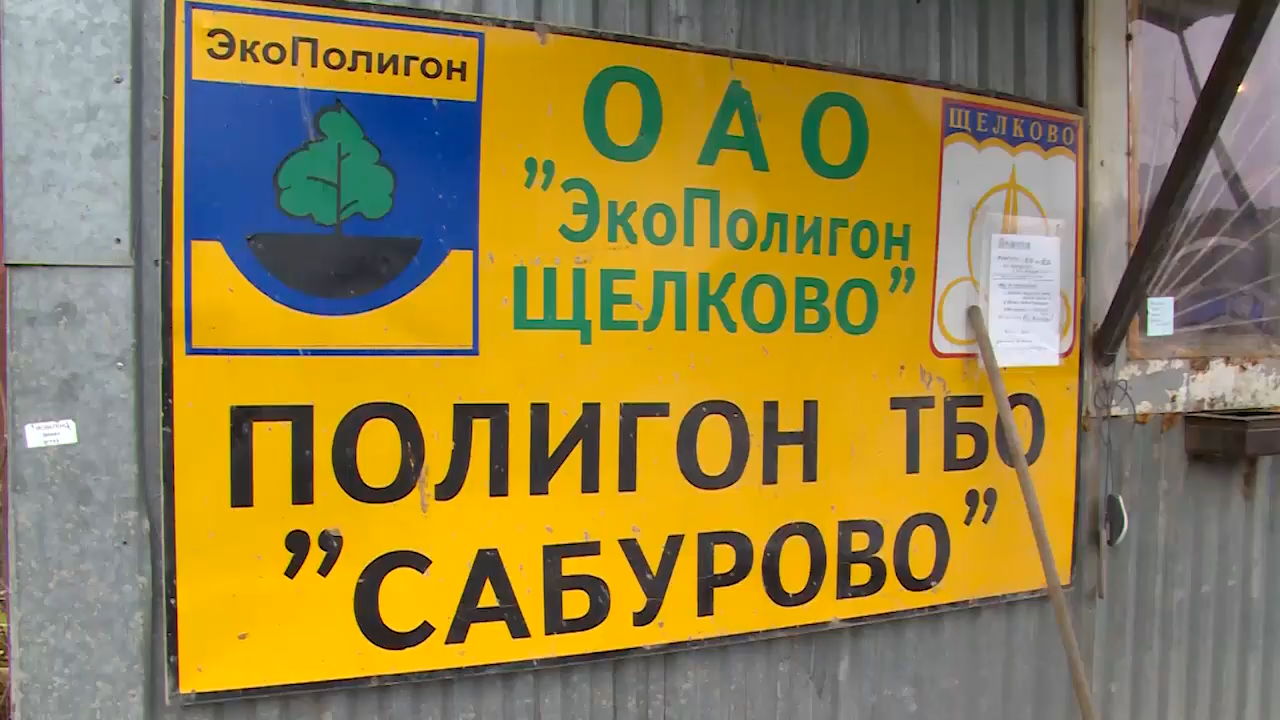 ЭкоПолигон
ОАО
"ЭкоПолигон
ЩЕЛКОВО"
ЩЕЛКОВО
ПОЛИГОН ТБО
"САБУРОВО"